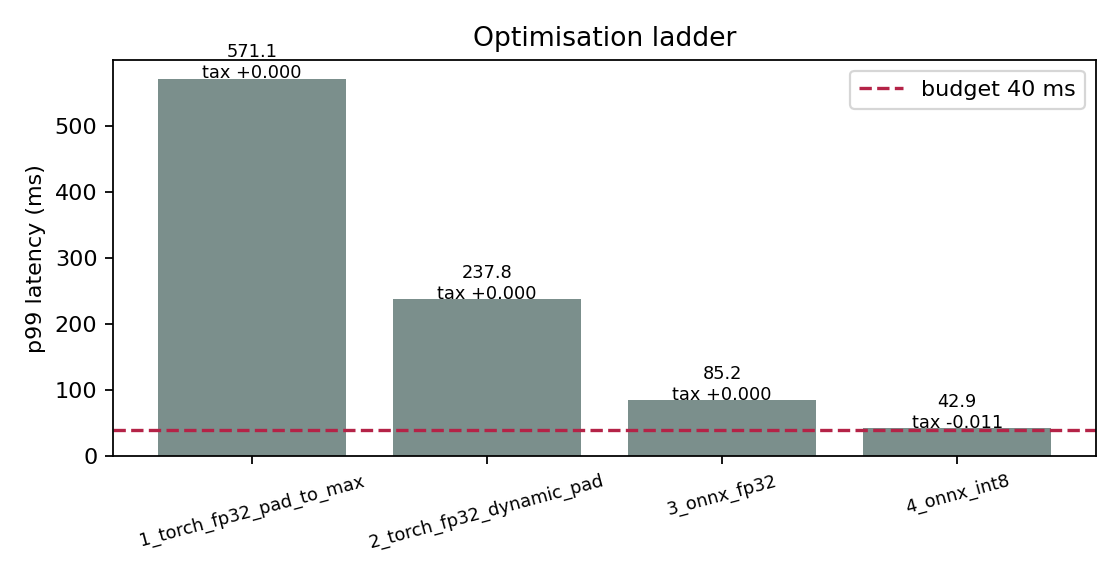 Optimisation ladder
571.1
tax +0.000
budget 40 ms
500
400
300
200
100
0
p99 latency (ms)
237.8
tax +0.000
85.2
tax +0.000
42.9
tax -0.011
1_torch_fp32_pad_to_max
2_torch_fp32_dynamic_pad
3_onnx_fp32
4_onnx_int8